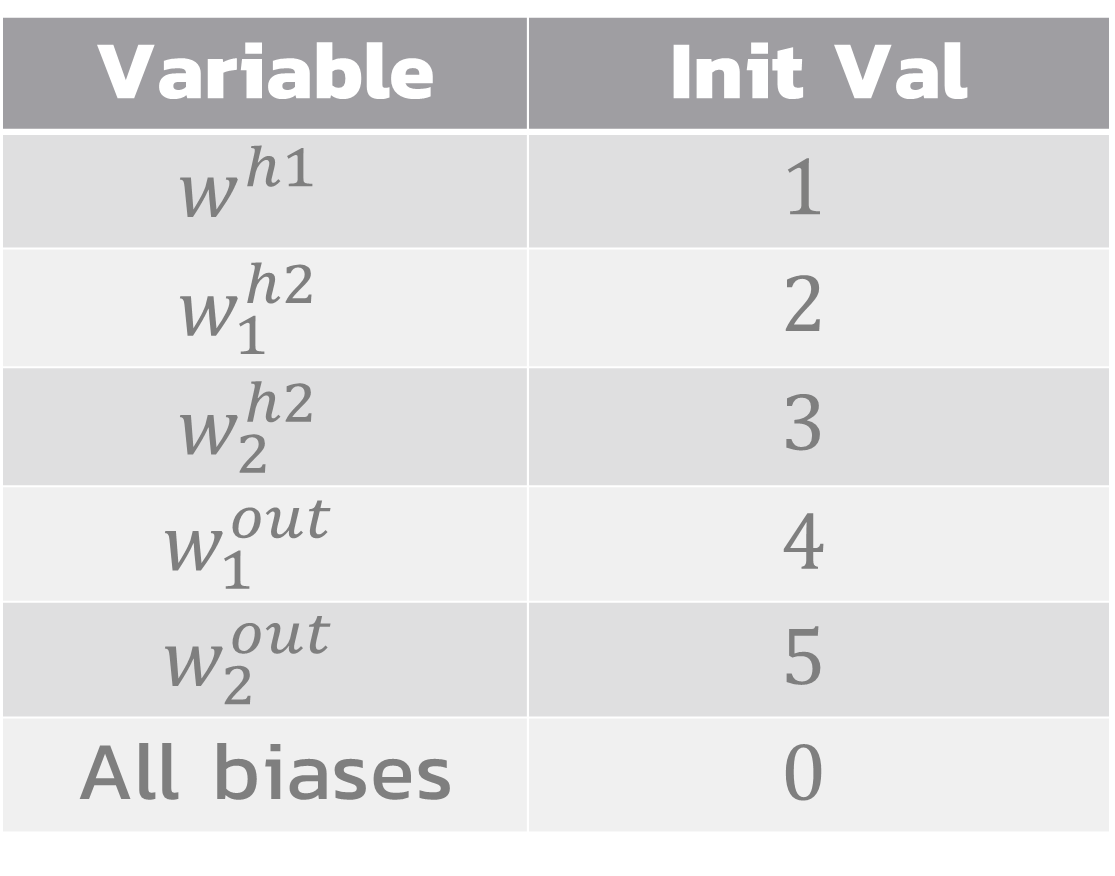 Variable Init Val
w^{h1} 1
w_1^{h2} 2
w_2^{h2} 3
w_1^{out} 4
w_2^{out} 5
All biases 0